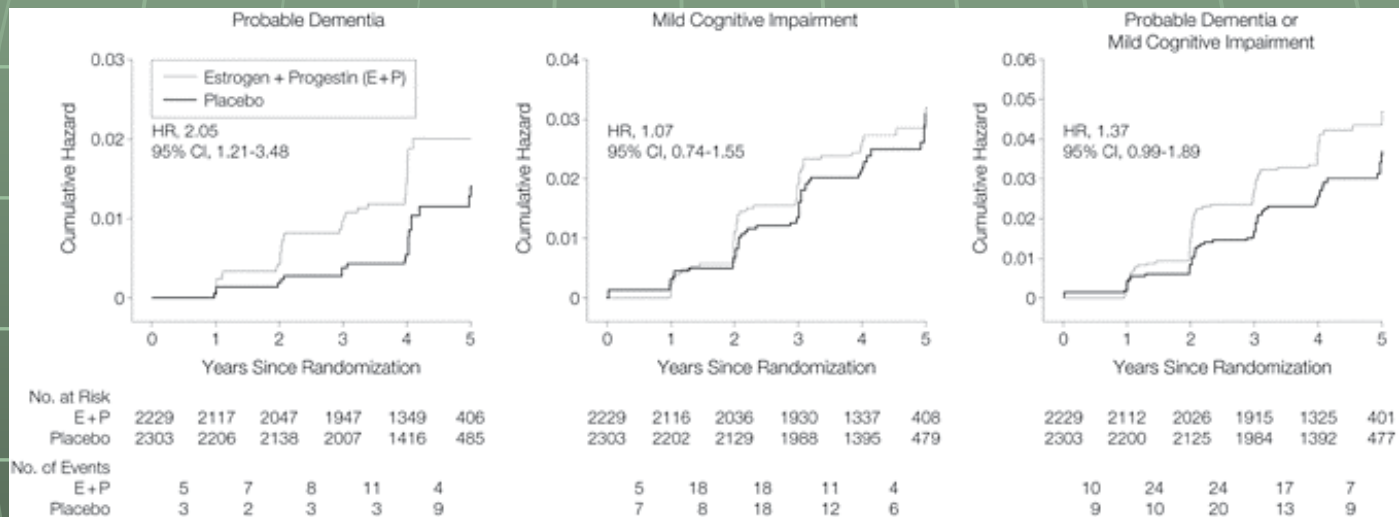 Probable Dementia
0.03
0.02
0.01
0
Cumulative Hazard
Estrogen + Progestin (E+P)
Placebo
HR, 2.05
95% CI, 1.21-3.48
0 1 2 3 4 5
Years Since Randomization
Mild Cognitive Impairment
0.04
0.03
0.02
0.01
0
Cumulative Hazard
HR, 1.07
95% CI, 0.74-1.55
0 1 2 3 4 5
Years Since Randomization
Probable Dementia or
Mild Cognitive Impairment
0.06
0.05
0.04
0.03
0.02
0.01
0
Cumulative Hazard
HR, 1.37
95% CI, 0.99-1.89
0 1 2 3 4 5
Years Since Randomization
No. at Risk
E+P 2229 2117 2047 1947 1349 406 2229 2116 2036 1930 1337 408 2229 2112 2026 1915 1325 401
Placebo 2303 2206 2138 2007 1416 485 2303 2202 2129 1988 1395 479 2303 2200 2125 1984 1392 477
No. of Events
E+P 5 7 8 11 4 5 18 18 11 4 10 24 24 17 7
Placebo 3 2 3 3 9 7 8 18 12 6 9 10 20 13 9